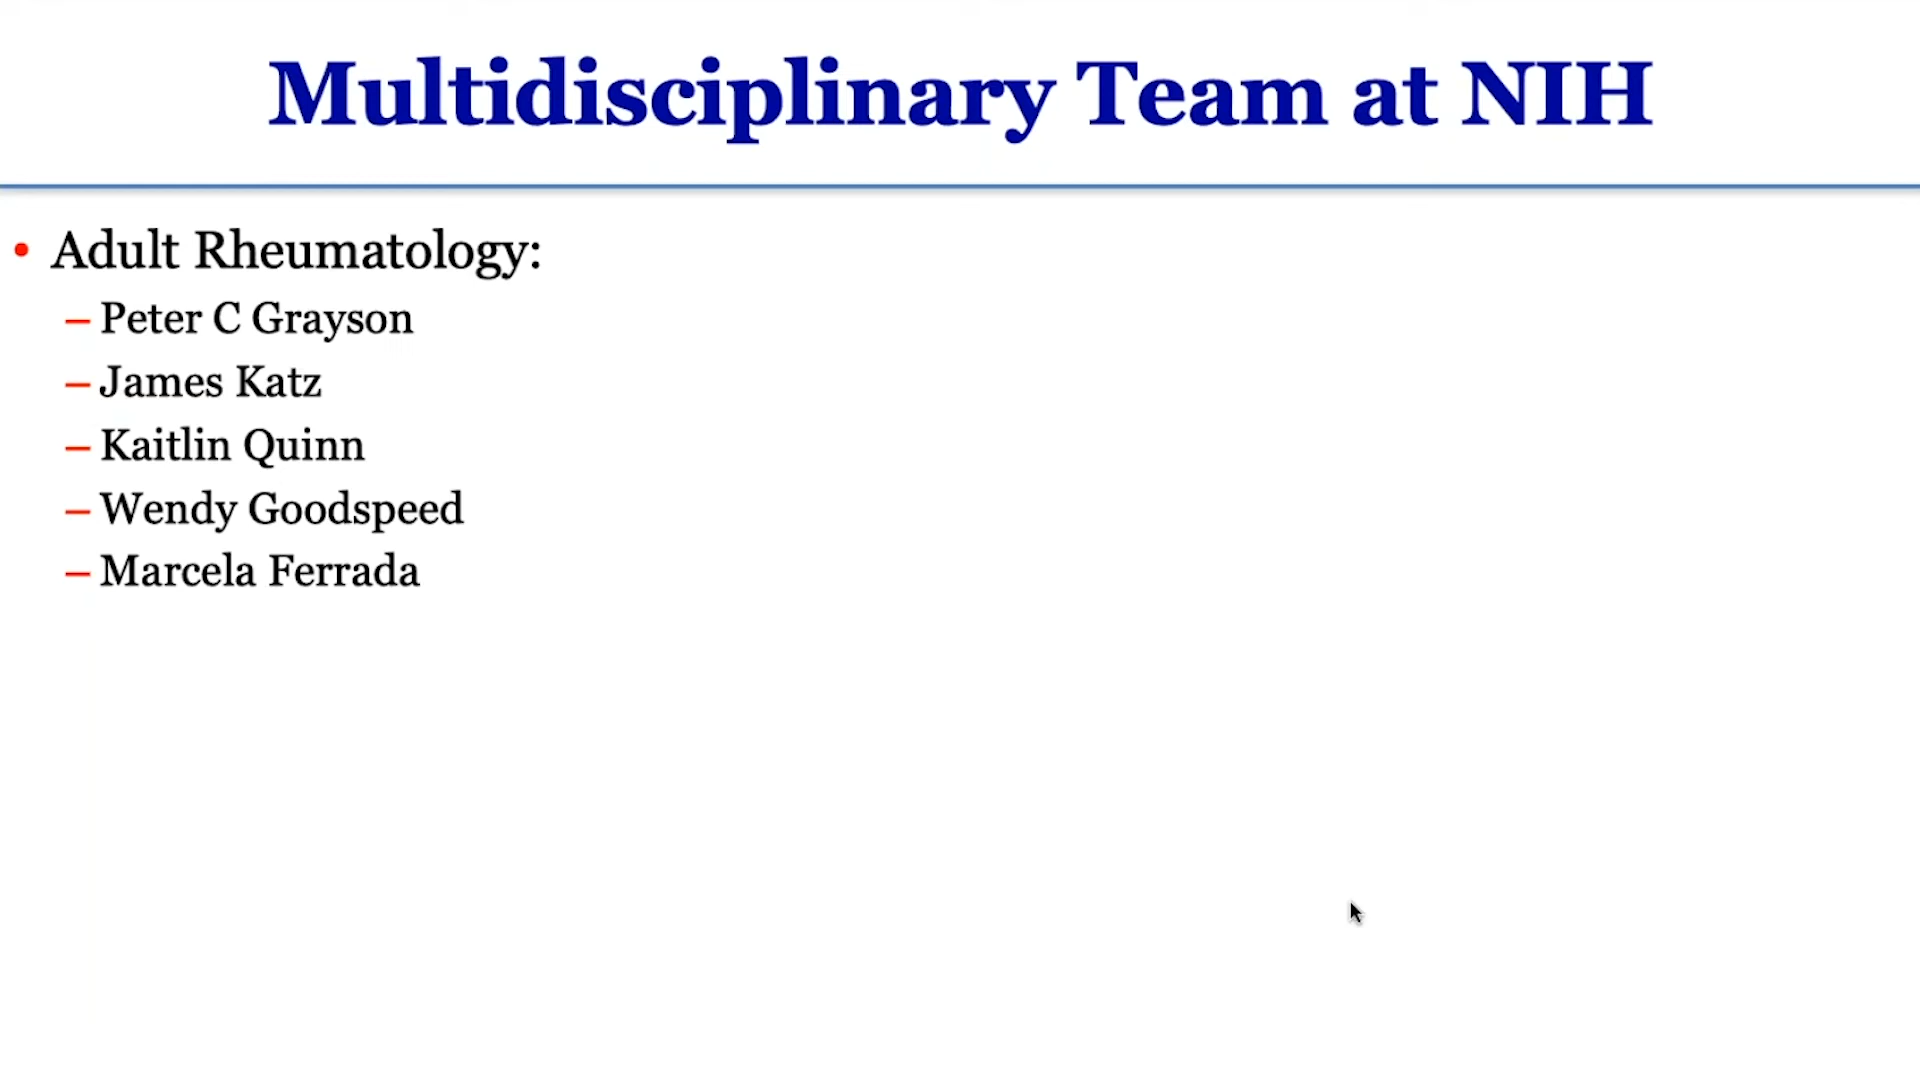 Multidisciplinary Team at NIH
• Adult Rheumatology:
– Peter C Grayson
– James Katz
– Kaitlin Quinn
– Wendy Goodspeed
– Marcela Ferrada